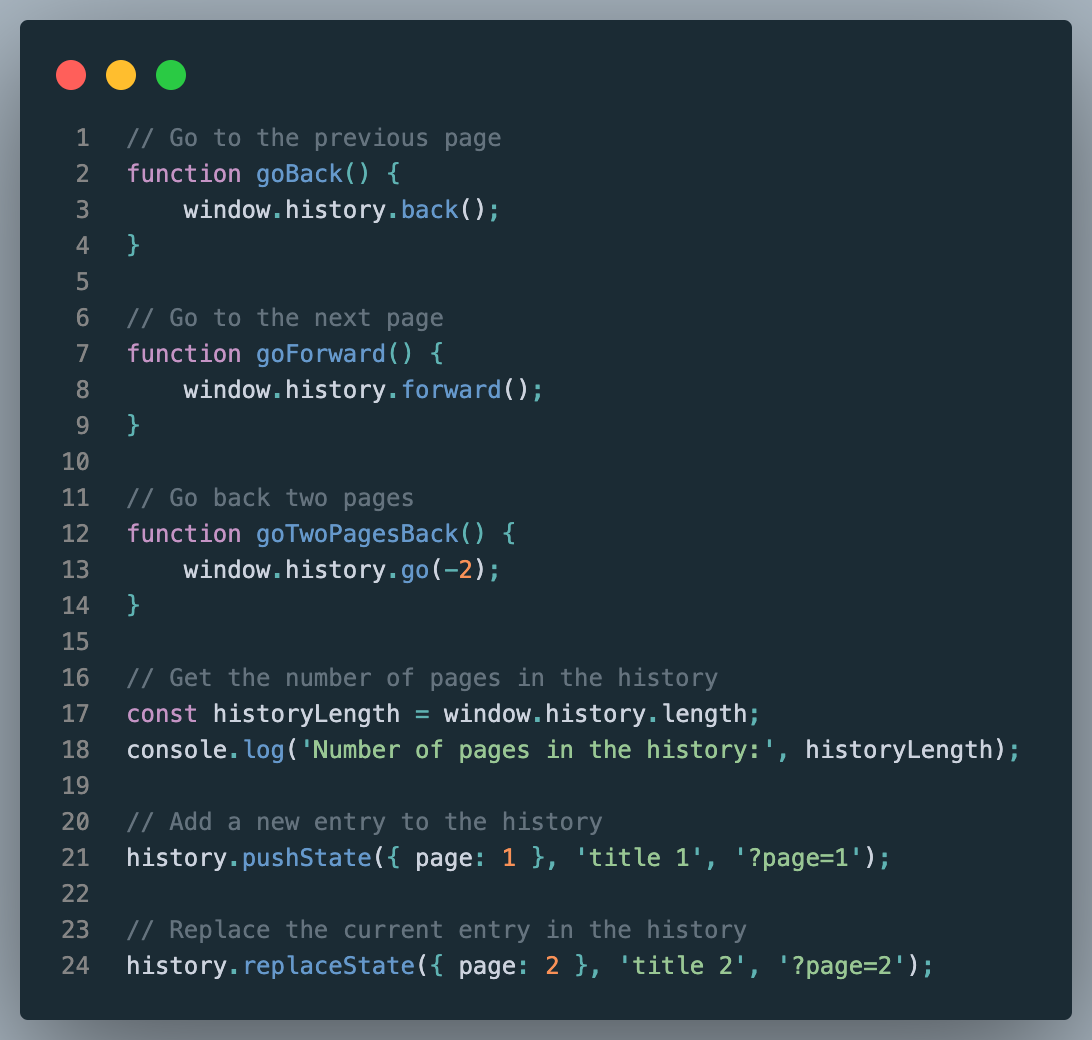 1 // Go to the previous page
2 function goBack() {
3     window.history.back();
4 }
5
6 // Go to the next page
7 function goForward() {
8     window.history.forward();
9 }
10
11 // Go back two pages
12 function goTwoPagesBack() {
13     window.history.go(-2);
14 }
15
16 // Get the number of pages in the history
17 const historyLength = window.history.length;
18 console.log('Number of pages in the history:', historyLength);
19
20 // Add a new entry to the history
21 history.pushState({ page: 1 }, 'title 1', '?page=1');
22
23 // Replace the current entry in the history
24 history.replaceState({ page: 2 }, 'title 2', '?page=2');